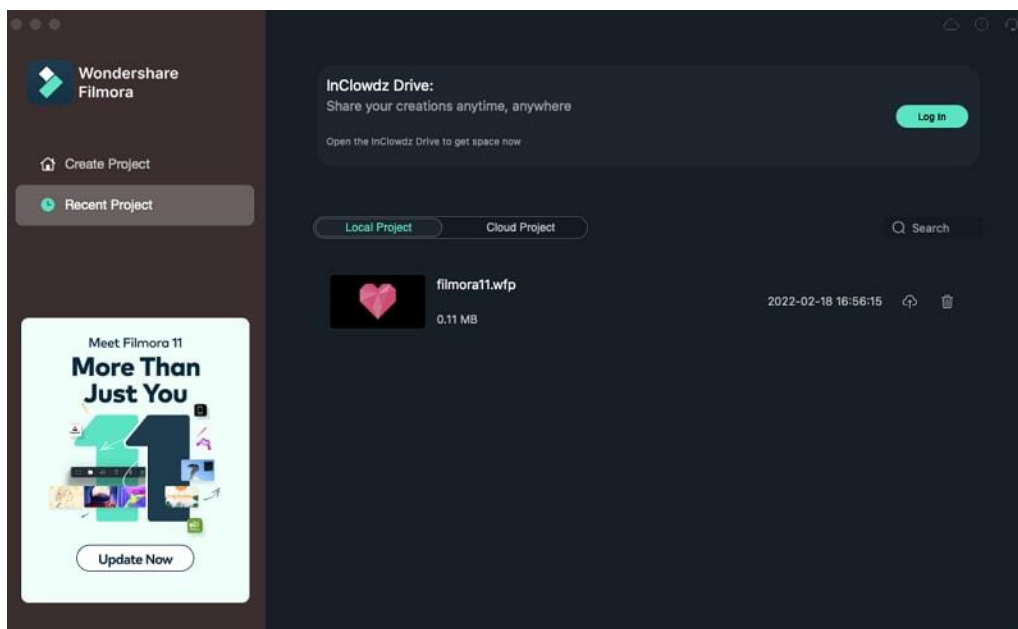 Wondershare
Filmora
Create Project
Recent Project
Meet Filmora 11
More Than
Just You
11
Update Now
InClowdz Drive:
Share your creations anytime, anywhere
Open the InClowdz Drive to get space now
Log In
Local Project
Cloud Project
Search
filmora11.wfp
0.11 MB
2022-02-18 16:56:15